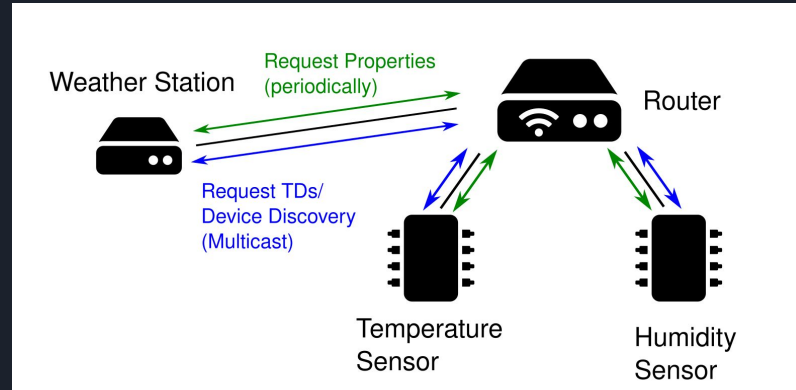 Weather Station
Request Properties
(periodically)
Router
Request TDs/
Device Discovery
(Multicast)
Temperature
Sensor
Humidity
Sensor